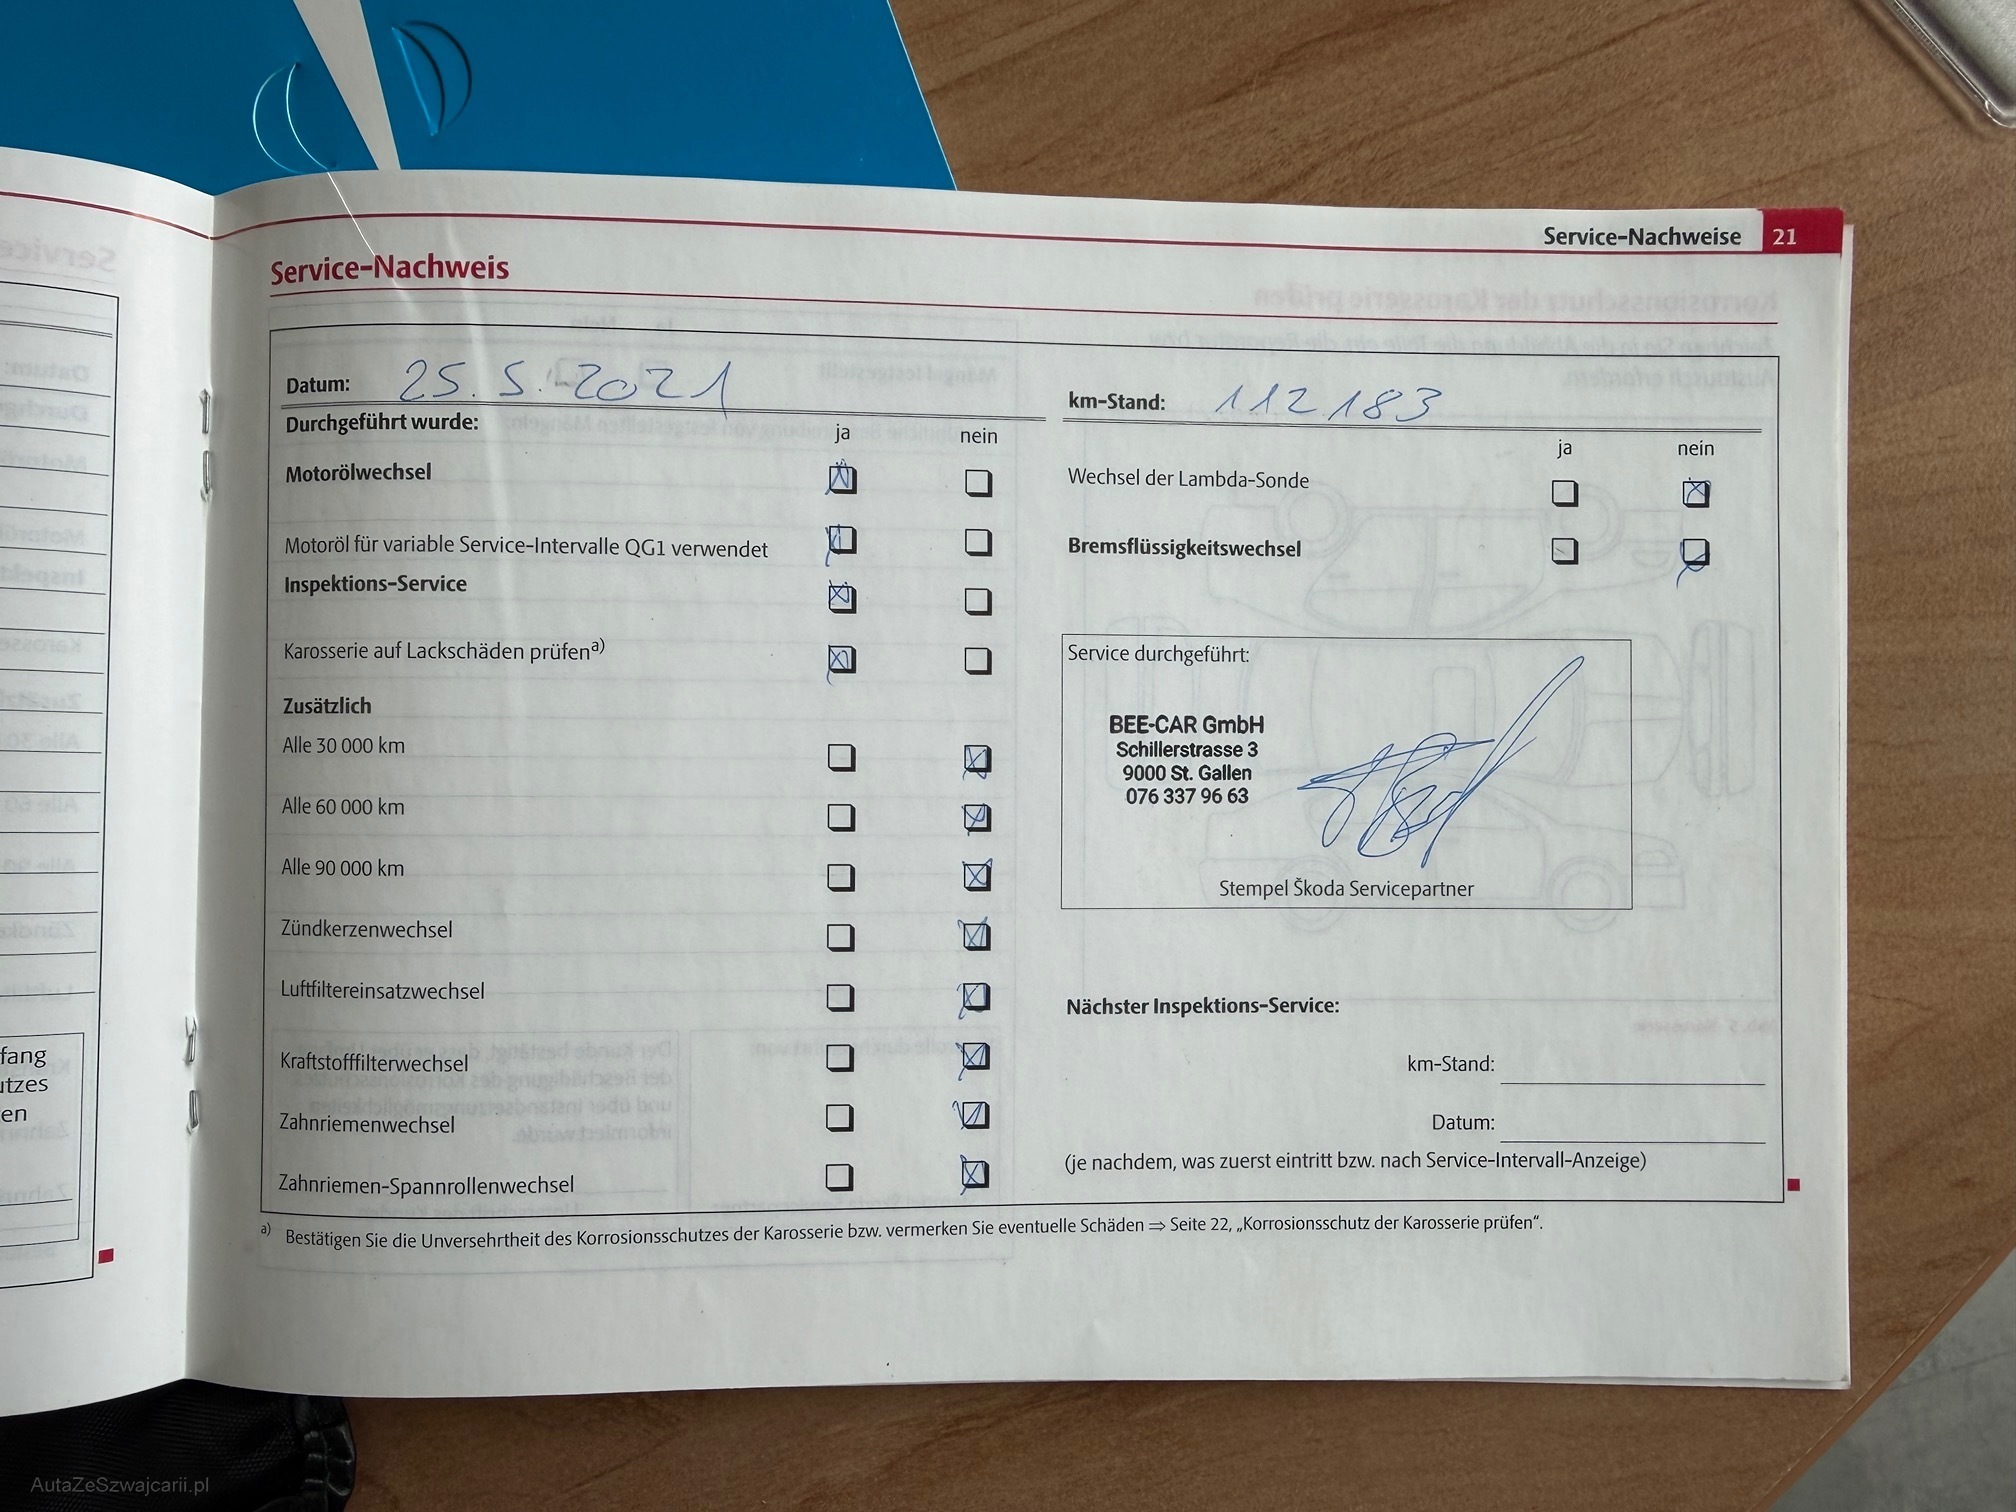 Service-Nachweise 21
Service-Nachweis
Datum: 25.5.2021
km-Stand: 112.183
Durchgeführt wurde: ja nein
ja nein
Motorölwechsel
Motoröl für variable Service-Intervalle QG1 verwendet
Inspektions-Service
Karosserie auf Lackschäden prüfen a)
Zusätzlich
Alle 30 000 km
Alle 60 000 km
Alle 90 000 km
Zündkerzenwechsel
Luftfiltereinsatzwechsel
Kraftstofffilterwechsel
Zahnriemenwechsel
Zahnriemen-Spannrollenwechsel
Wechsel der Lambda-Sonde
Bremsflüssigkeitswechsel
Service durchgeführt:
BEE-CAR GmbH
Schillerstrasse 3
9000 St. Gallen
076 337 96 63
Stempel Škoda Servicepartner
Nächster Inspektions-Service:
km-Stand:
Datum:
(je nachdem, was zuerst eintritt bzw. nach Service-Intervall-Anzeige)
a) Bestätigen Sie die Unversehrtheit des Korrosionsschutzes der Karosserie bzw. vermerken Sie eventuelle Schäden ⇒ Seite 22, „Korrosionsschutz der Karosserie prüfen“.
fang
utzes
en
AutaZeSzwajcarii.pl